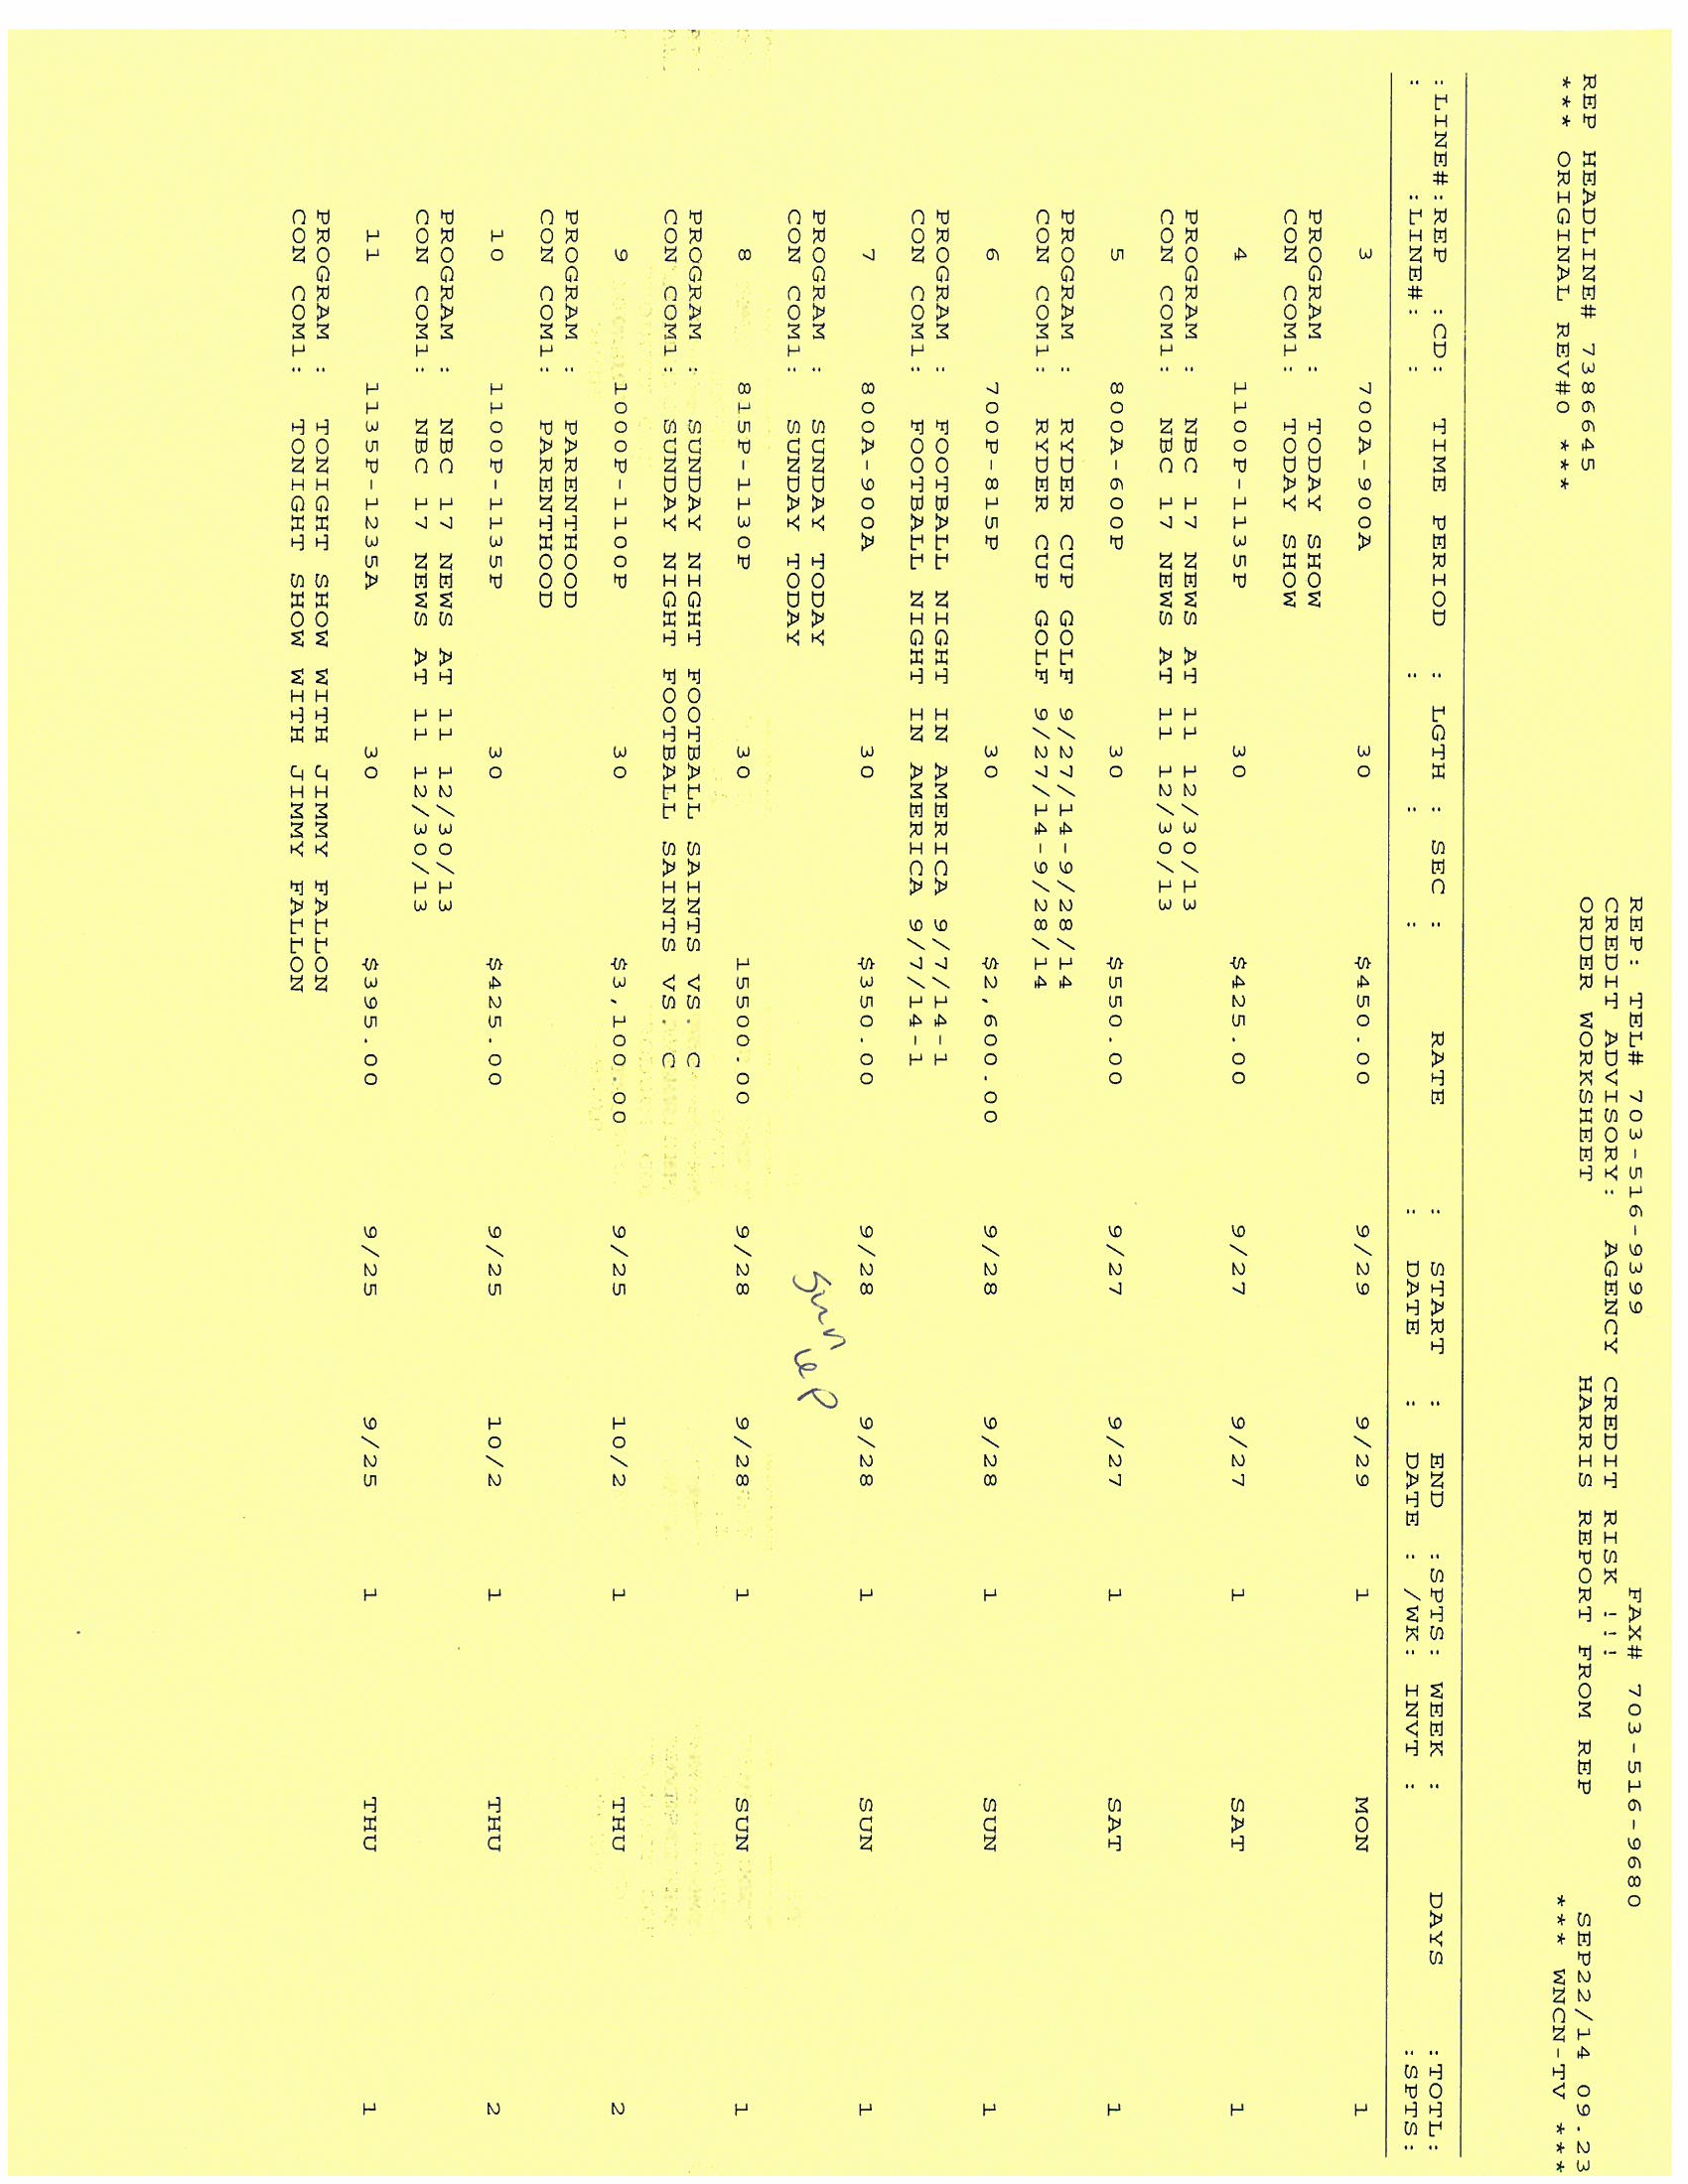 REP: TEL# 703-516-9399 FAX# 703-516-9680
CREDIT ADVISORY: AGENCY CREDIT RISK !!!
REP HEADLINE# 7386645 ORDER WORKSHEET HARRIS REPORT FROM REP SEP22/14 09.23
*** ORIGINAL REV#0 *** *** WNCN-TV ***
:LINE#:REP :CD: TIME PERIOD : LGTH : SEC : RATE : START : END :SPTS: WEEK : DAYS :TOTL:
: :LINE#: : : : : DATE : DATE : /WK: INVT : :SPTS:
3 700A-900A 30 $450.00 9/29 9/29 1 MON 1
PROGRAM : TODAY SHOW
CON COM1: TODAY SHOW
4 1100P-1135P 30 $425.00 9/27 9/27 1 SAT 1
PROGRAM : NBC 17 NEWS AT 11 12/30/13
CON COM1: NBC 17 NEWS AT 11 12/30/13
5 800A-600P 30 $550.00 9/27 9/27 1 SAT 1
PROGRAM : RYDER CUP GOLF 9/27/14-9/28/14
CON COM1: RYDER CUP GOLF 9/27/14-9/28/14
6 700P-815P 30 $2,600.00 9/28 9/28 1 SUN 1
PROGRAM : FOOTBALL NIGHT IN AMERICA 9/7/14-1
CON COM1: FOOTBALL NIGHT IN AMERICA 9/7/14-1
7 800A-900A 30 $350.00 9/28 9/28 1 SUN 1
PROGRAM : SUNDAY TODAY
CON COM1: SUNDAY TODAY
Sun 6P
8 815P-1130P 30 15500.00 9/28 9/28 1 SUN 1
PROGRAM : SUNDAY NIGHT FOOTBALL SAINTS VS. C
CON COM1: SUNDAY NIGHT FOOTBALL SAINTS VS. C
9 1000P-1100P 30 $3,100.00 9/25 10/2 1 THU 2
PROGRAM : PARENTHOOD
CON COM1: PARENTHOOD
10 1100P-1135P 30 $425.00 9/25 10/2 1 THU 2
PROGRAM : NBC 17 NEWS AT 11 12/30/13
CON COM1: NBC 17 NEWS AT 11 12/30/13
11 1135P-1235A 30 $395.00 9/25 9/25 1 THU 1
PROGRAM : TONIGHT SHOW WITH JIMMY FALLON
CON COM1: TONIGHT SHOW WITH JIMMY FALLON